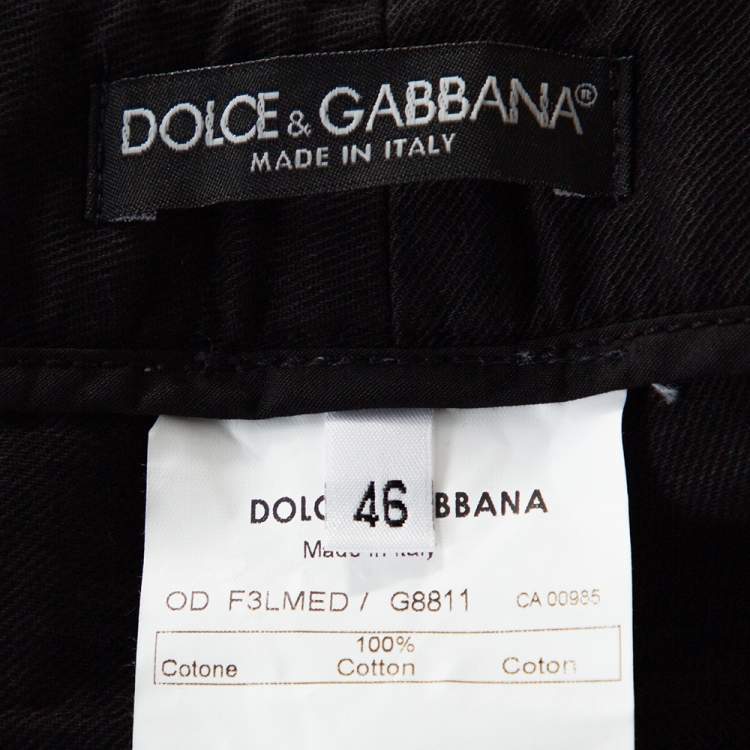 DOLCE & GABBANA®
MADE IN ITALY
46
DOLC BBANA
Made in Italy
OD F3LMED / G8811 CA 00985
100%
Cotone Cotton Coton